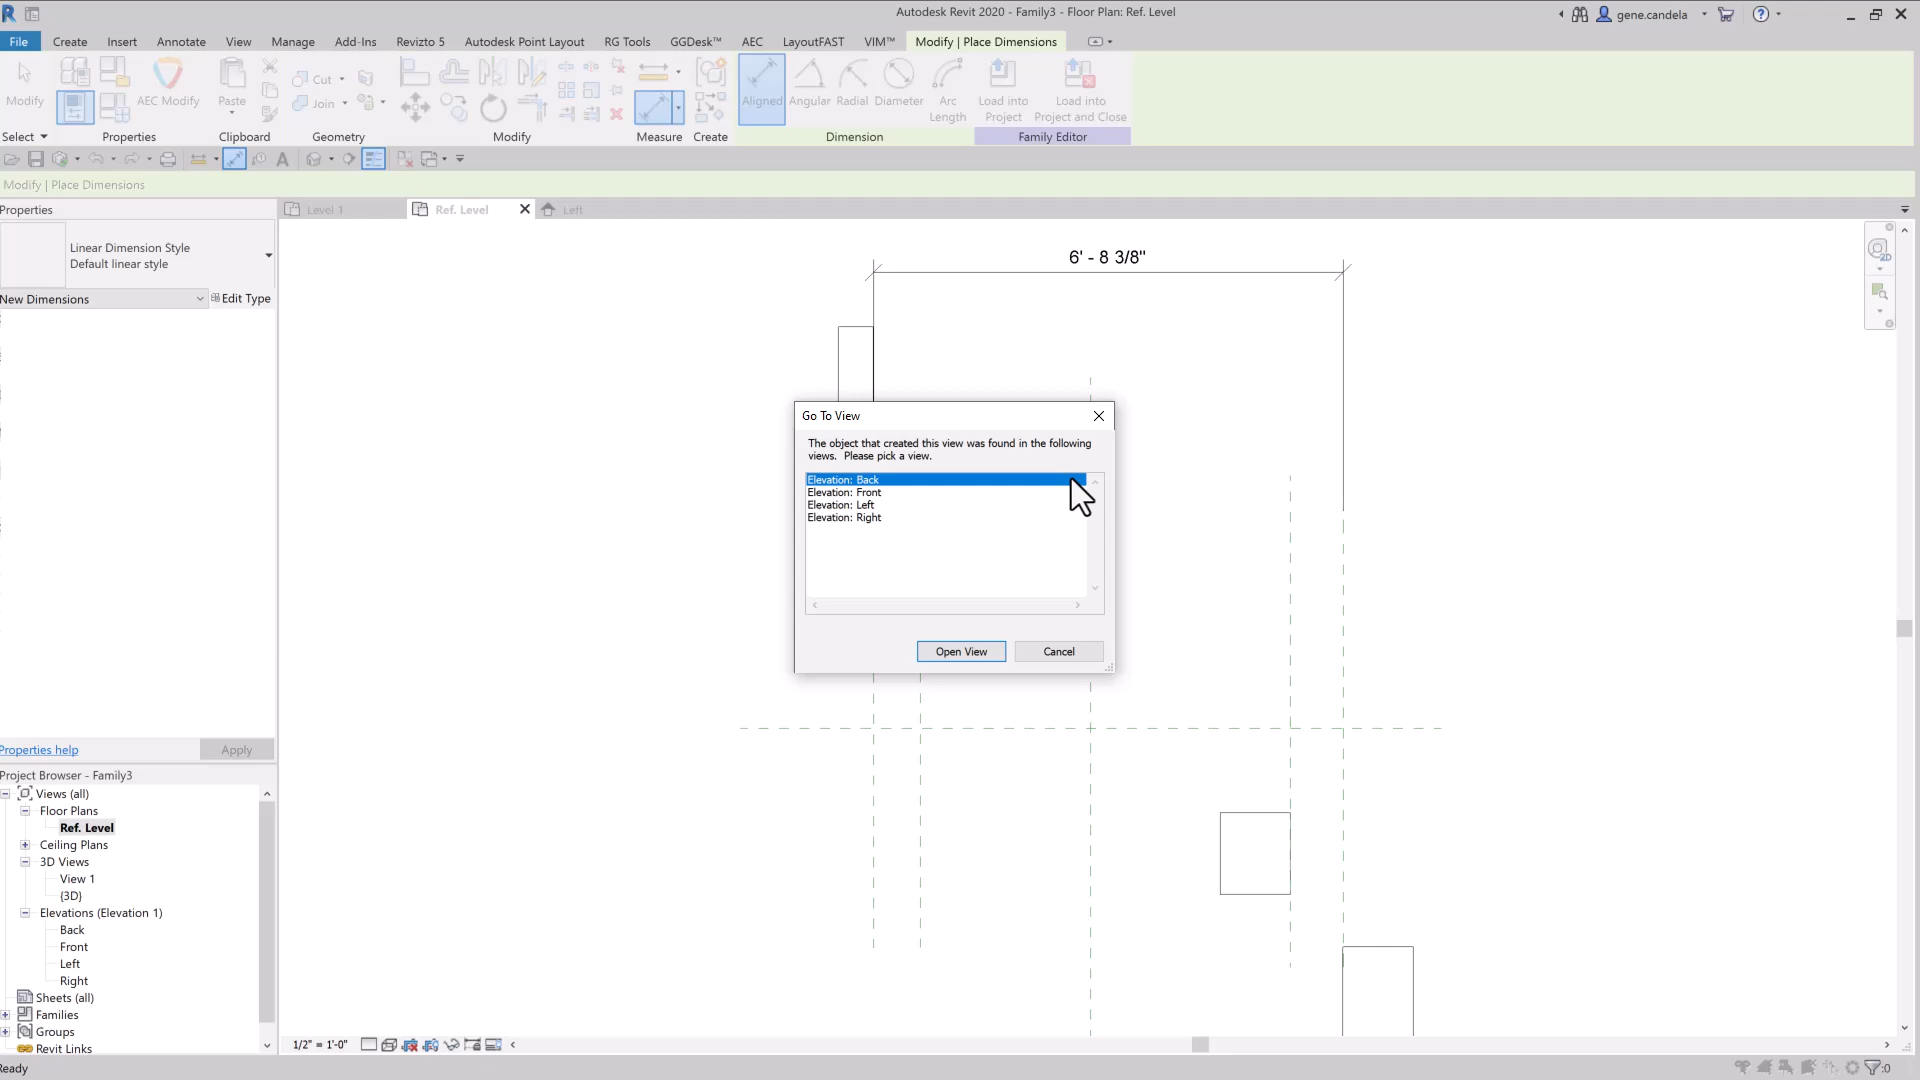 Autodesk Revit 2020 - Family3 - Floor Plan: Ref. Level
gene.candela
File Create Insert Annotate View Manage Add-Ins Revizto 5 Autodesk Point Layout RG Tools GGDesk™ AEC LayoutFAST VIM™ Modify | Place Dimensions
Modify
AEC Modify
Paste
Cut
Join
Aligned
Angular
Radial
Diameter
Arc
Length
Load into
Project
Load into
Project and Close
Select Properties Clipboard Geometry Modify Measure Create Dimension Family Editor
Modify | Place Dimensions
Properties
Level 1
Ref. Level
Left
Linear Dimension Style
Default linear style
New Dimensions
Edit Type
6' - 8 3/8"
2D
Go To View
The object that created this view was found in the following
views. Please pick a view.
Elevation: Back
Elevation: Front
Elevation: Left
Elevation: Right
Open View
Cancel
Properties help
Apply
Project Browser - Family3
Views (all)
Floor Plans
Ref. Level
Ceiling Plans
3D Views
View 1
{3D}
Elevations (Elevation 1)
Back
Front
Left
Right
Sheets (all)
Families
Groups
Revit Links
1/2" = 1'-0"
Ready
:0